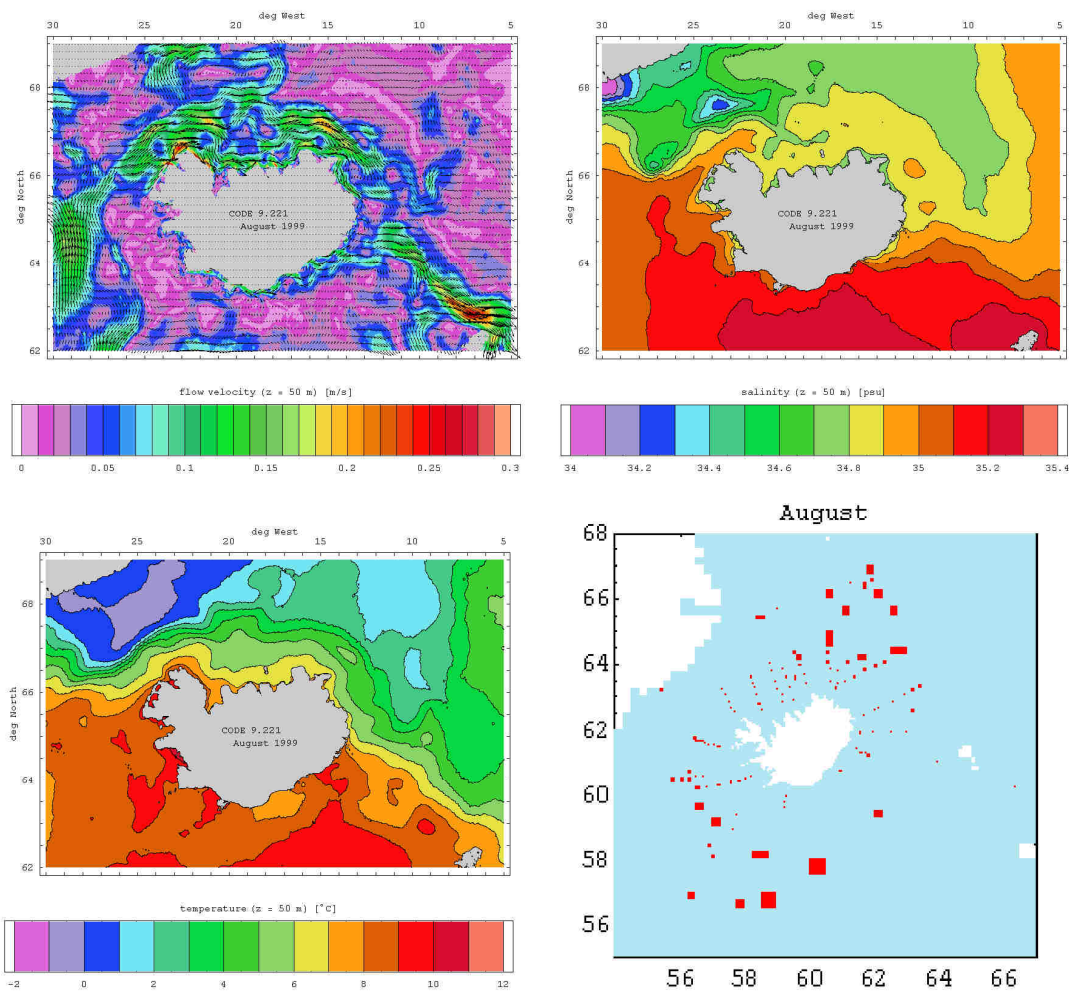 deg West
30 25 20 15 10 5
68
66
64
62
deg North
CODE 9.221
August 1999
flow velocity (z = 50 m) [m/s]
0 0.05 0.1 0.15 0.2 0.25 0.3
deg West
30 25 20 15 10 5
68
66
64
62
deg North
CODE 9.221
August 1999
salinity (z = 50 m) [psu]
34 34.2 34.4 34.6 34.8 35 35.2 35.4
deg West
30 25 20 15 10 5
68
66
64
62
deg North
CODE 9.221
August 1999
temperature (z = 50 m) [°C]
-2 0 2 4 6 8 10 12
August
68
66
64
62
60
58
56
56 58 60 62 64 66